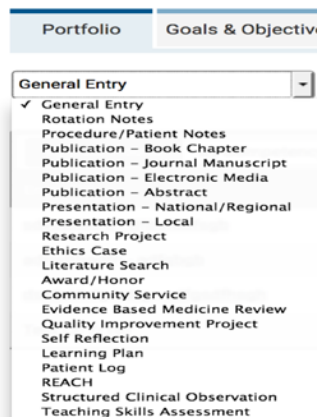 Portfolio
Goals & Objectiv
General Entry
✓ General Entry
Rotation Notes
Procedure/Patient Notes
Publication – Book Chapter
Publication – Journal Manuscript
Publication – Electronic Media
Publication – Abstract
Presentation – National/Regional
Presentation – Local
Research Project
Ethics Case
Literature Search
Award/Honor
Community Service
Evidence Based Medicine Review
Quality Improvement Project
Self Reflection
Learning Plan
Patient Log
REACH
Structured Clinical Observation
Teaching Skills Assessment